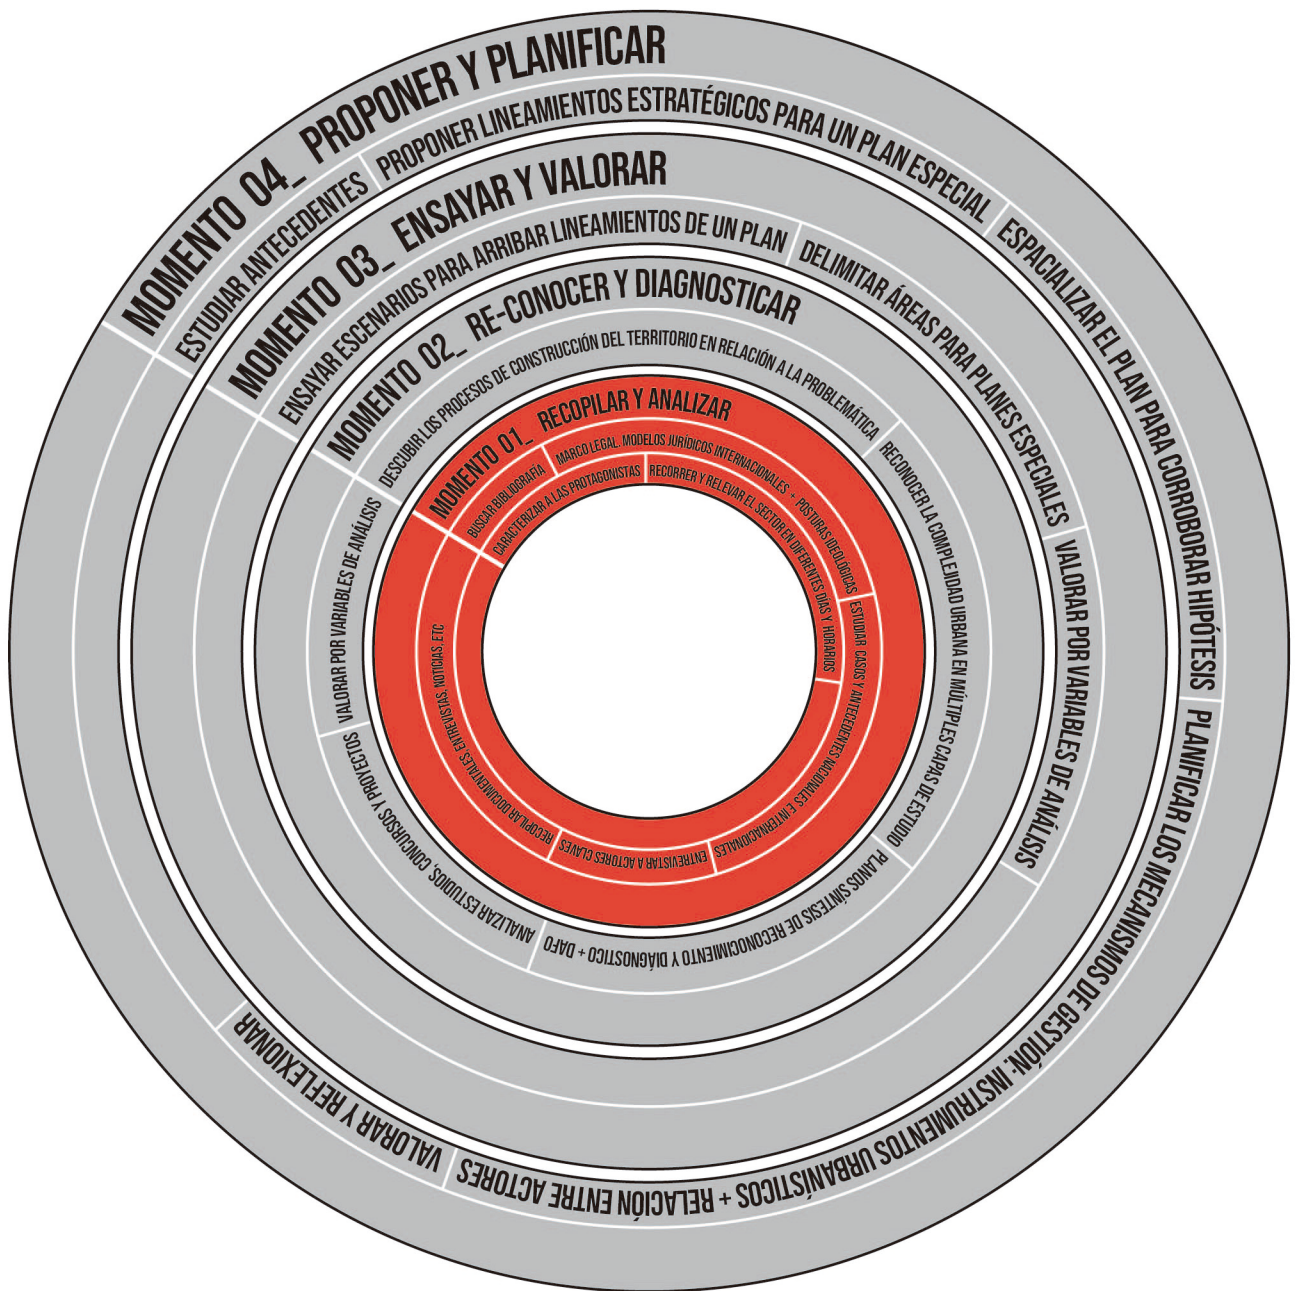 MOMENTO 04_ PROPONER Y PLANIFICAR
ESTUDIAR ANTECEDENTES
PROPONER LINEAMIENTOS ESTRATÉGICOS PARA UN PLAN ESPECIAL
ESPACIALIZAR EL PLAN PARA CORROBORAR HIPÓTESIS
PLANIFICAR LOS MECANISMOS DE GESTIÓN: INSTRUMENTOS URBANÍSTICOS + RELACIÓN ENTRE ACTORES
VALORAR Y REFLEXIONAR
MOMENTO 03_ ENSAYAR Y VALORAR
ENSAYAR ESCENARIOS PARA ARRIBAR LINEAMIENTOS DE UN PLAN
DELIMITAR ÁREAS PARA PLANES ESPECIALES
VALORAR POR VARIABLES DE ANÁLISIS
MOMENTO 02_ RE-CONOCER Y DIAGNOSTICAR
DESCUBIR LOS PROCESOS DE CONSTRUCCIÓN DEL TERRITORIO EN RELACIÓN A LA PROBLEMÁTICA
RECONOCER LA COMPLEJIDAD URBANA EN MÚLTIPLES CAPAS DE ESTUDIO
PLANOS SÍNTESIS DE RECONOCIMIENTO Y DIÁGNOSTICO + DAFO
ANALIZAR ESTUDIOS, CONCURSOS Y PROYECTOS
VALORAR POR VARIABLES DE ANÁLISIS
MOMENTO 01_ RECOPILAR Y ANALIZAR
BUSCAR BIBLIOGRAFÍA
MARCO LEGAL. MODELOS JURÍDICOS INTERNACIONALES + POSTURAS IDEOLÓGICAS
ESTUDIAR CASOS Y ANTECEDENTES NACIONALES E INTERNACIONALES
ENTREVISTAR A ACTORES CLAVES
RECOPILAR DOCUMENTALES, ENTREVISTAS, NOTICIAS, ETC
CARACTERIZAR A LAS PROTAGONISTAS
RECORRER Y RELEVAR EL SECTOR EN DIFERENTES DÍAS Y HORARIOS